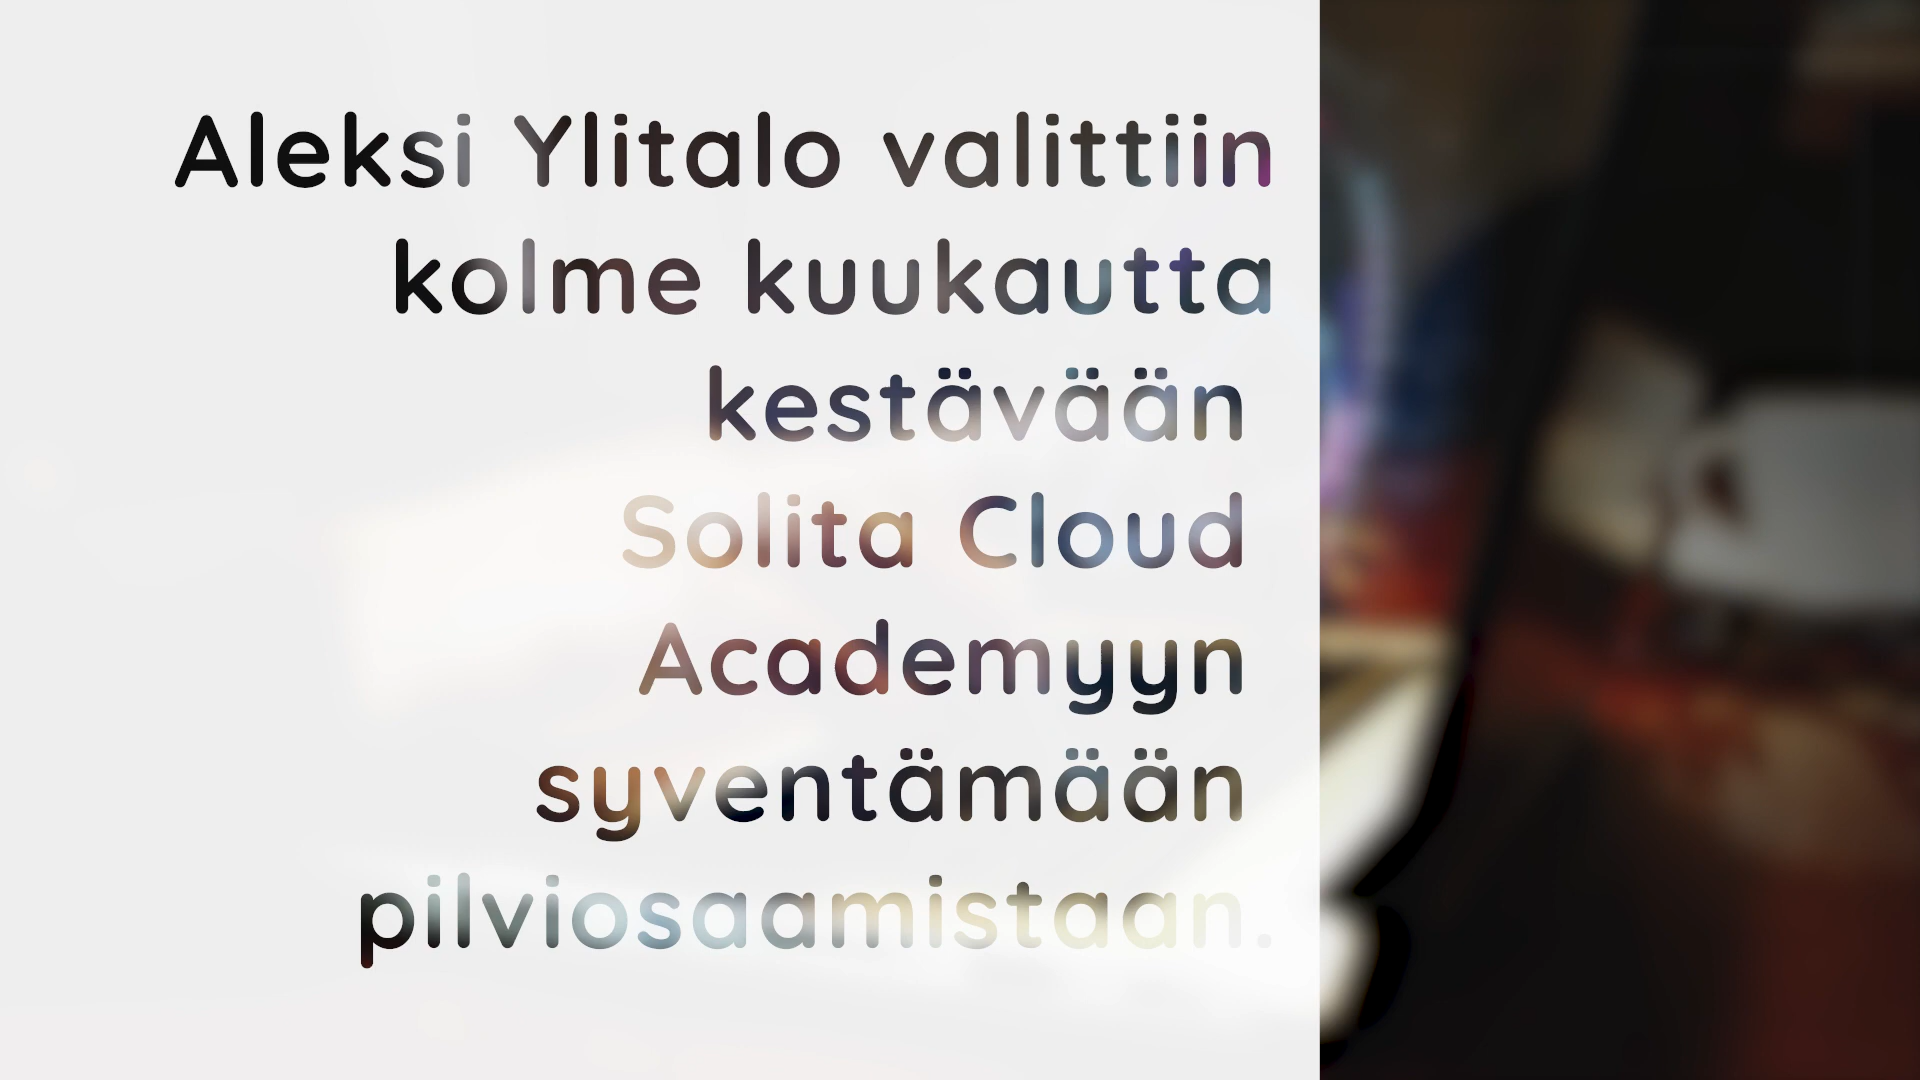 Aleksi Ylitalo valittiin
kolme kuukautta
kestävään
Solita Cloud
Academyyn
syventämään
pilviosaamistaan.